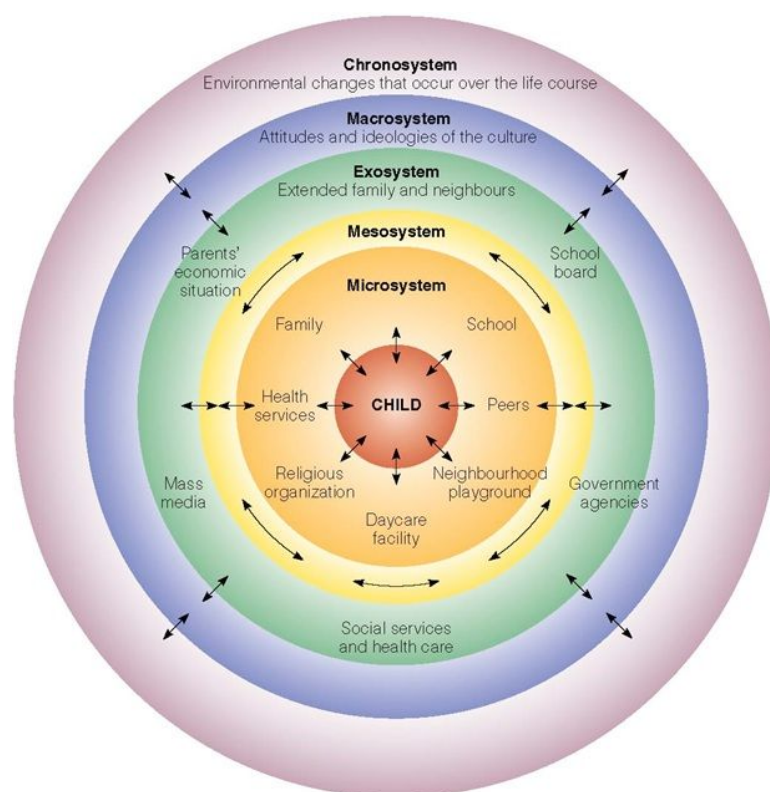 Chronosystem
Environmental changes that occur over the life course
Macrosystem
Attitudes and ideologies of the culture
Exosystem
Extended family and neighbours
Mesosystem
Parents'
economic
situation
School
board
Microsystem
Family
School
Health
services
CHILD
Peers
Religious
organization
Neighbourhood
playground
Mass
media
Government
agencies
Daycare
facility
Social services
and health care